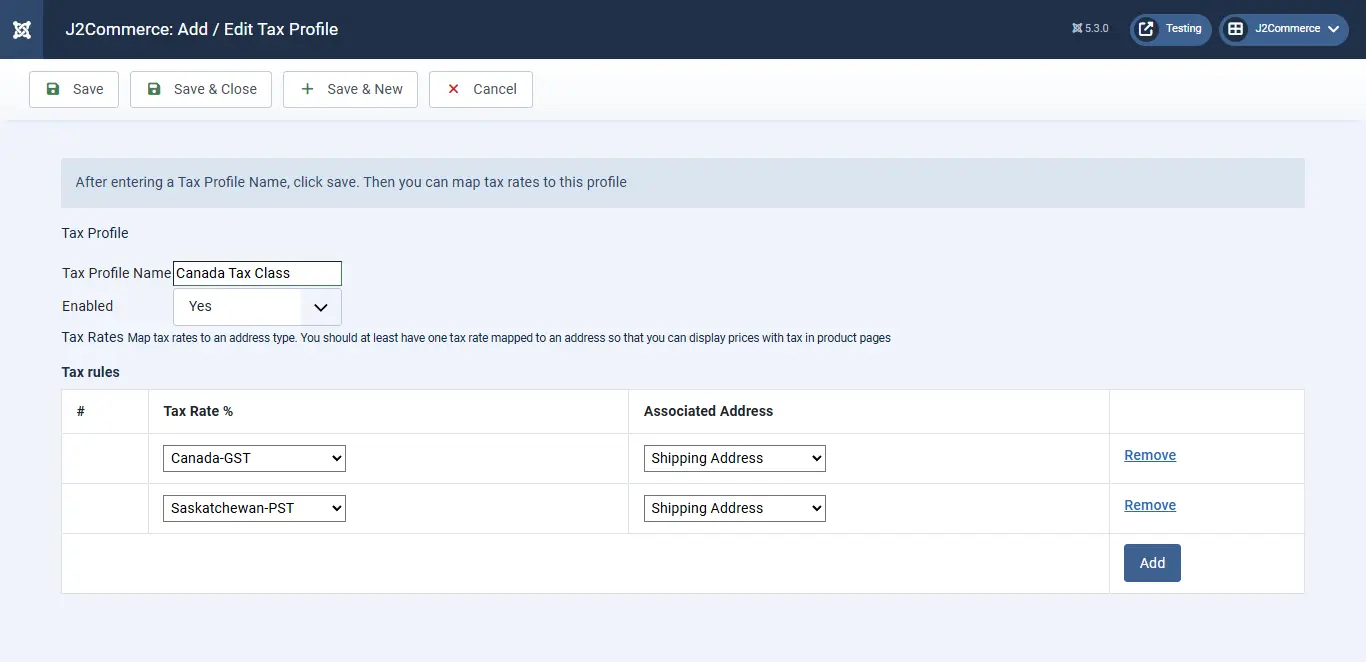 J2Commerce: Add / Edit Tax Profile
5.3.0
Testing
J2Commerce
Save
Save & Close
Save & New
Cancel
After entering a Tax Profile Name, click save. Then you can map tax rates to this profile
Tax Profile
Tax Profile Name Canada Tax Class
Enabled Yes
Tax Rates Map tax rates to an address type. You should at least have one tax rate mapped to an address so that you can display prices with tax in product pages
Tax rules
# Tax Rate % Associated Address
Canada-GST Shipping Address Remove
Saskatchewan-PST Shipping Address Remove
Add